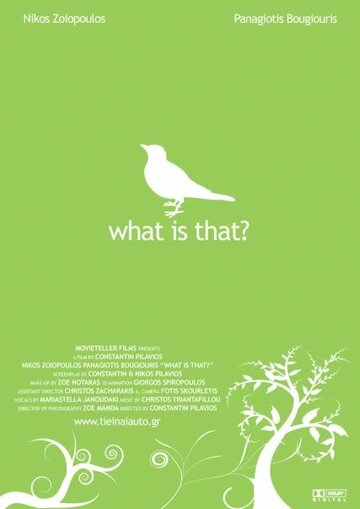 Nikos Zoiopoulos Panagiotis Bougiouris
what is that?
MOVIETELLER FILMS PRESENTS
A FILM BY CONSTANTIN PILAVIOS
NIKOS ZOIOPOULOS PANAGIOTIS BOUGIOURIS "WHAT IS THAT?"
SCREENPLAY BY CONSTANTIN & NIKOS PILAVIOS
MAKE UP BY ZOE NOTARAS 3D ANIMATION GIORGOS SPIROPOULOS
ASSISTANT DIRECTOR CHRISTOS ZACHARAKIS A. CAMERA FOTIS SKOURLETIS
VOCALS BY MARIASTELLA JANOUDAKI MUSIC BY CHRISTOS TRIANTAFILLOU
DIRECTOR OF PHOTOGRAPHY ZOE MANDA DIRECTED BY CONSTANTIN PILAVIOS
www.tieinaiauto.gr
DOLBY
DIGITAL